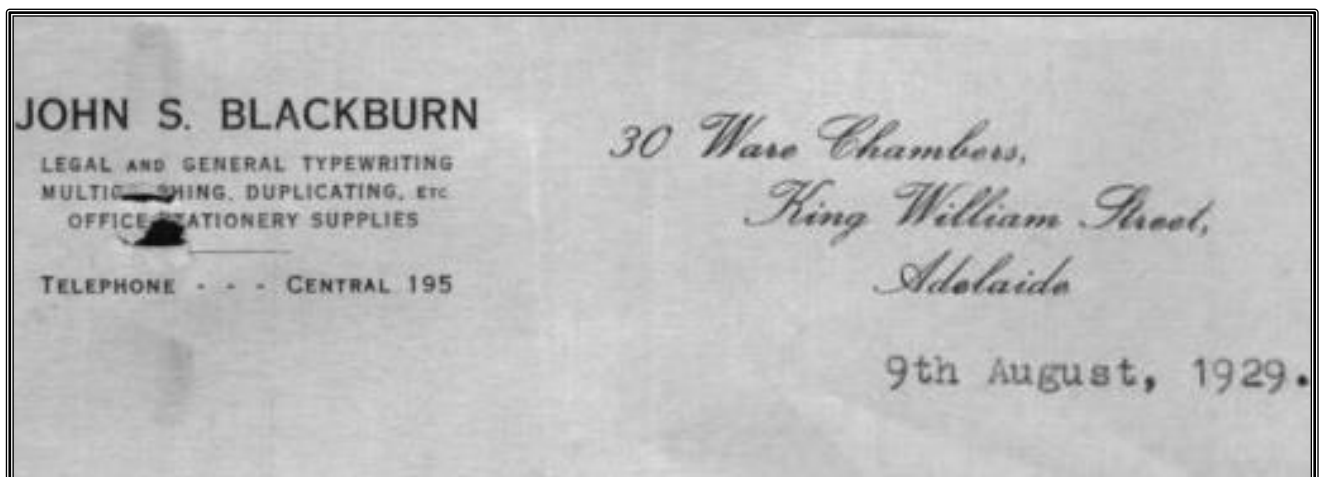 JOHN S. BLACKBURN
LEGAL AND GENERAL TYPEWRITING
DUPLICATING, ETC
OFFICE STATIONERY SUPPLIES
TELEPHONE - - - CENTRAL 195
30 Ware Chambers,
King William Street,
Adelaide
9th August, 1929.